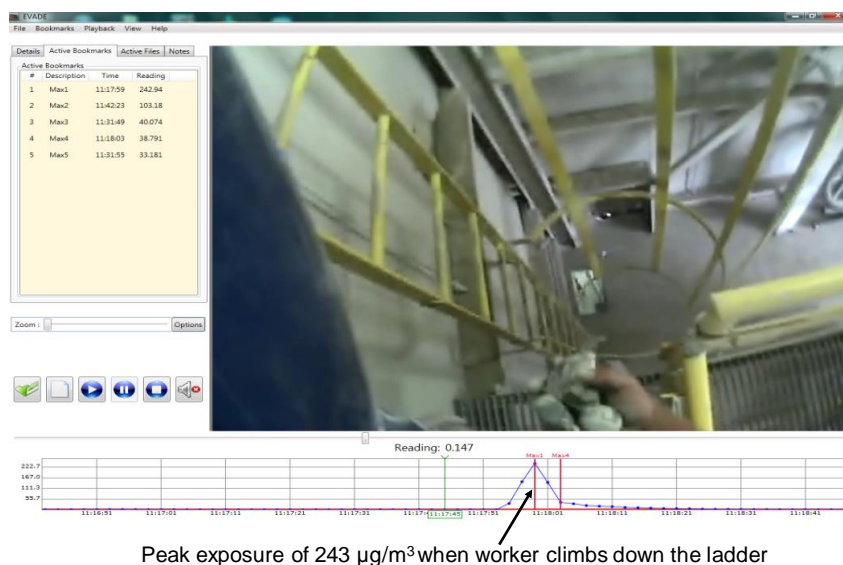 EVADE
File Bookmarks Playback View Help
Details Active Bookmarks Active Files Notes
Active Bookmarks
# Description Time Reading
1 Max1 11:17:59 242.94
2 Max2 11:42:23 103.18
3 Max3 11:31:49 40.074
4 Max4 11:18:03 38.791
5 Max5 11:31:55 33.181
Zoom : Options
Reading: 0.147
Max1 Max4
222.7
167.0
111.3
55.7
11:16:51 11:17:01 11:17:11 11:17:21 11:17:31 11:17:45 11:17:51 11:18:01 11:18:11 11:18:21 11:18:31 11:18:41
Peak exposure of 243 µg/m³ when worker climbs down the ladder